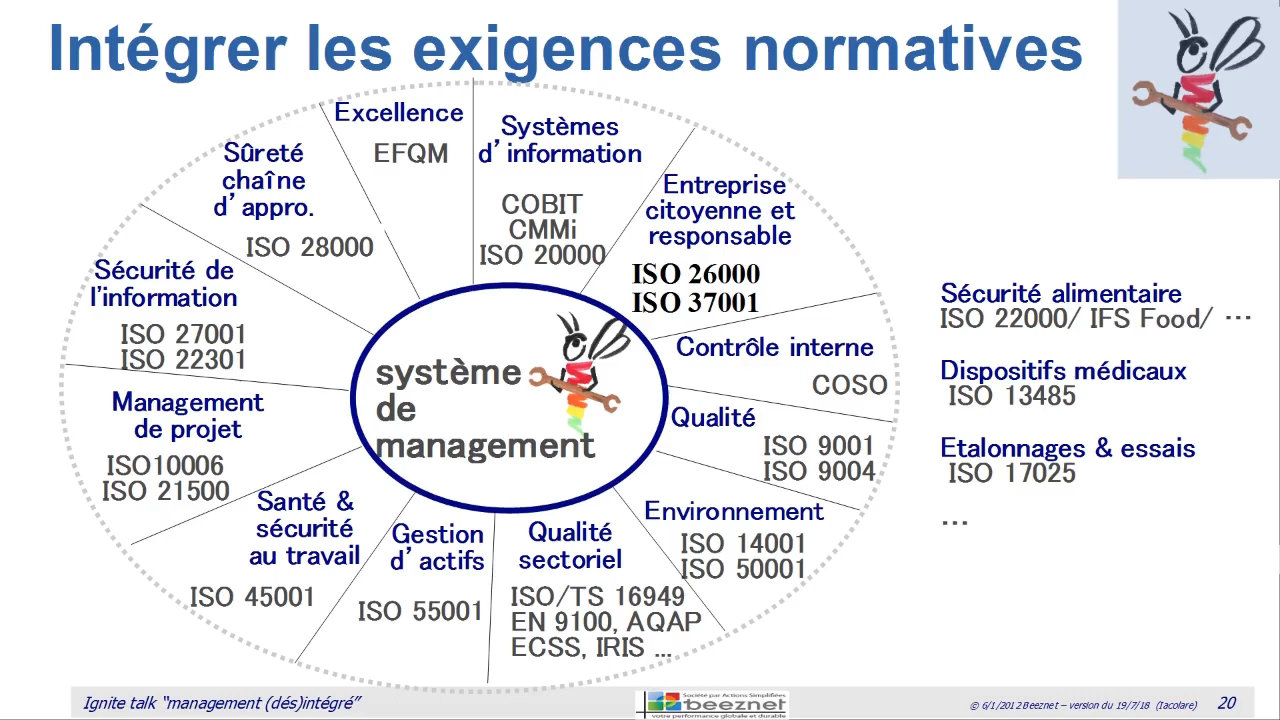 Intégrer les exigences normatives
Excellence
EFQM
Systèmes
d’information
COBIT
CMMi
ISO 20000
Entreprise
citoyenne et
responsable
ISO 26000
ISO 37001
Contrôle interne
COSO
Qualité
ISO 9001
ISO 9004
Environnement
ISO 14001
ISO 50001
Qualité
sectoriel
ISO/TS 16949
EN 9100, AQAP
ECSS, IRIS ...
Gestion
d’actifs
ISO 55001
Santé &
sécurité
au travail
ISO 45001
Management
de projet
ISO10006
ISO 21500
Sécurité de
l’information
ISO 27001
ISO 22301
Sûreté
chaîne
d’appro.
ISO 28000
système
de
management
Sécurité alimentaire
ISO 22000/ IFS Food/ …
Dispositifs médicaux
ISO 13485
Etalonnages & essais
ISO 17025
...
Ignite talk “management (dés)intégré”
Société par Actions Simplifiées
beeznet
votre performance globale et durable
© 6/1/2012 Beeznet – version du 19/7/18 (Jacolare) 20